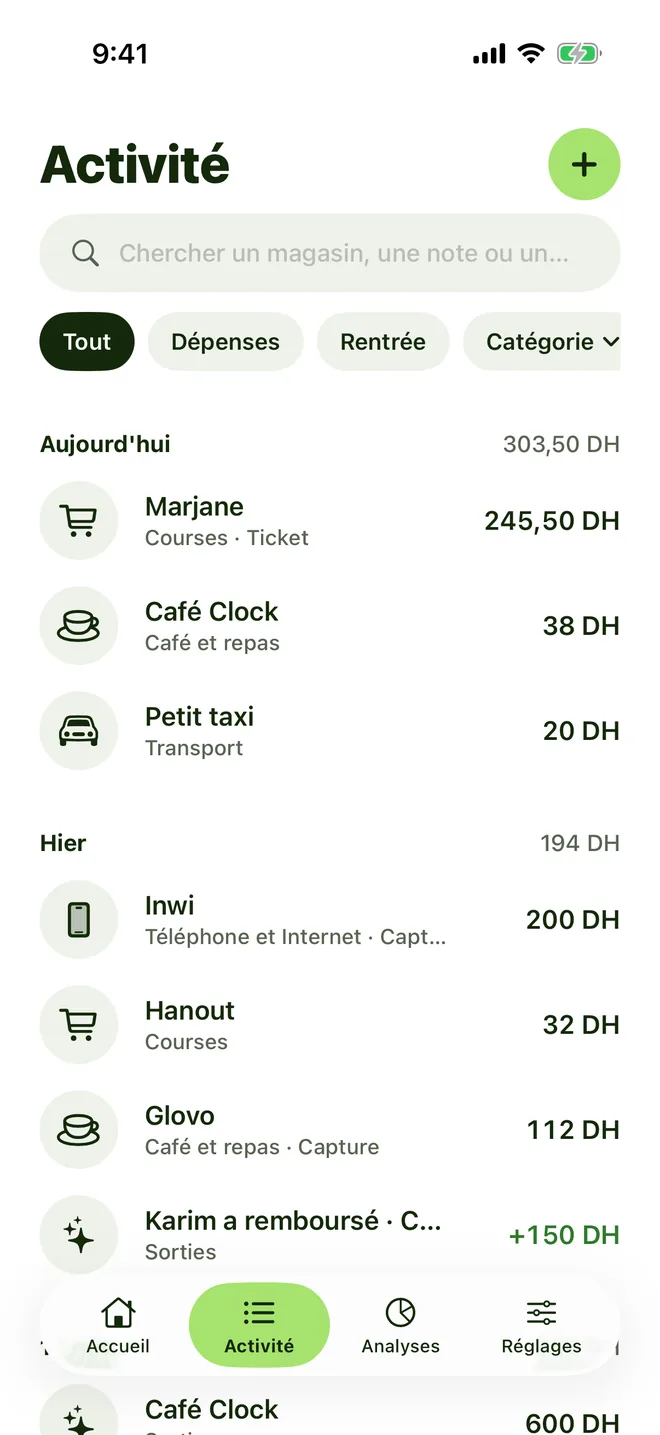 9:41
Activité
Chercher un magasin, une note ou un...
Tout
Dépenses
Rentrée
Catégorie
Aujourd'hui
303,50 DH
Marjane
245,50 DH
Courses · Ticket
Café Clock
38 DH
Café et repas
Petit taxi
20 DH
Transport
Hier
194 DH
Inwi
200 DH
Téléphone et Internet · Capt...
Hanout
32 DH
Courses
Glovo
112 DH
Café et repas · Capture
Karim a remboursé · C...
+150 DH
Sorties
Accueil
Activité
Analyses
Réglages
Café Clock
600 DH